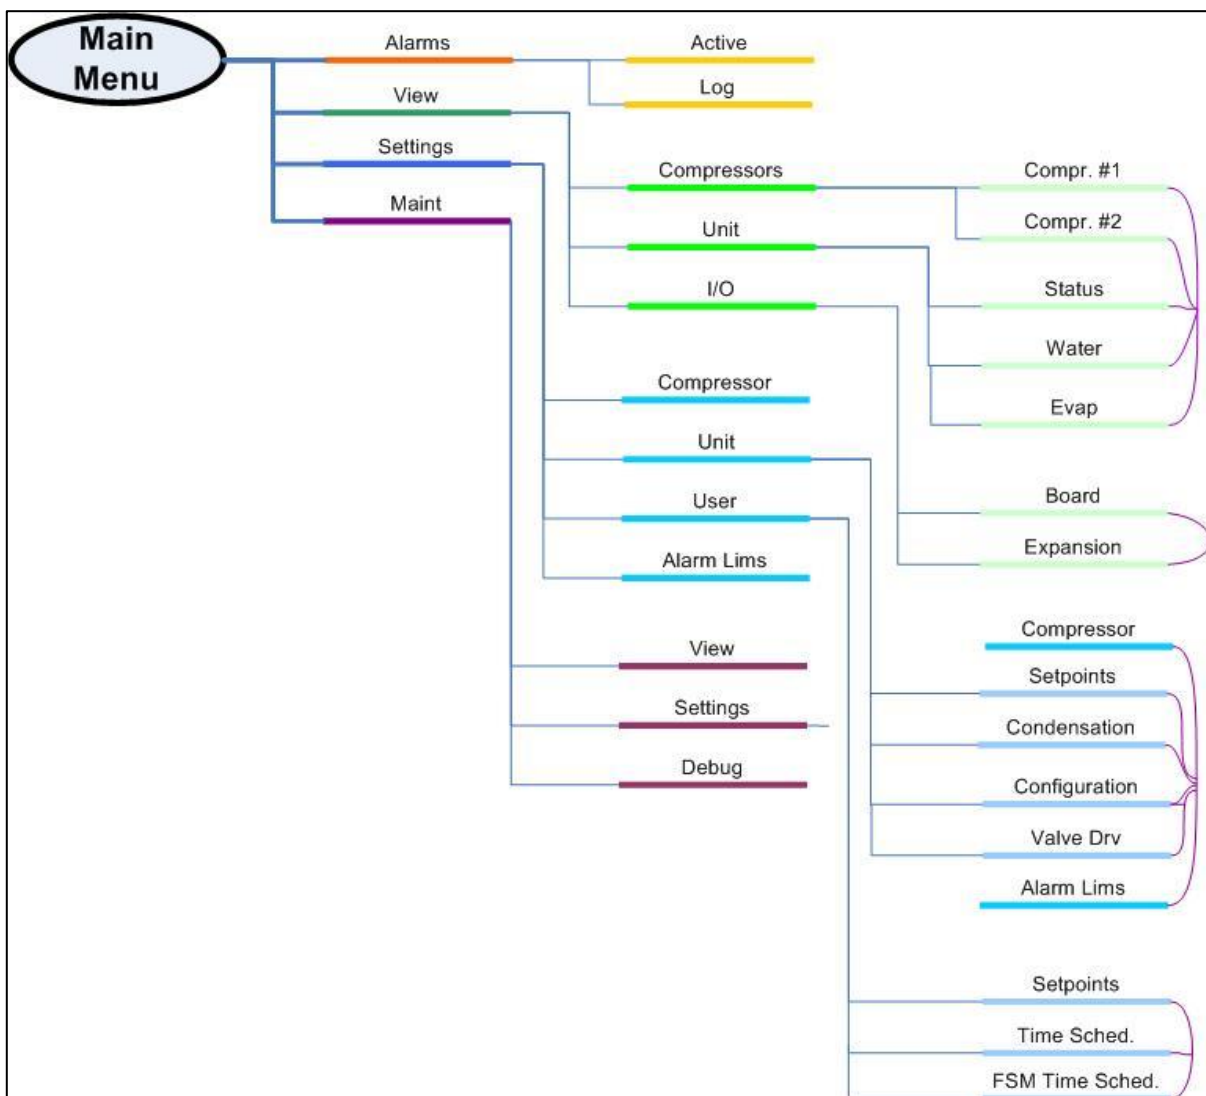 Main
Menu
Alarms
Active
Log
View
Settings
Maint
Compressors
Compr. #1
Compr. #2
Unit
Status
I/O
Water
Evap
Compressor
Unit
User
Alarm Lims
Board
Expansion
View
Settings
Debug
Compressor
Setpoints
Condensation
Configuration
Valve Drv
Alarm Lims
Setpoints
Time Sched.
FSM Time Sched.